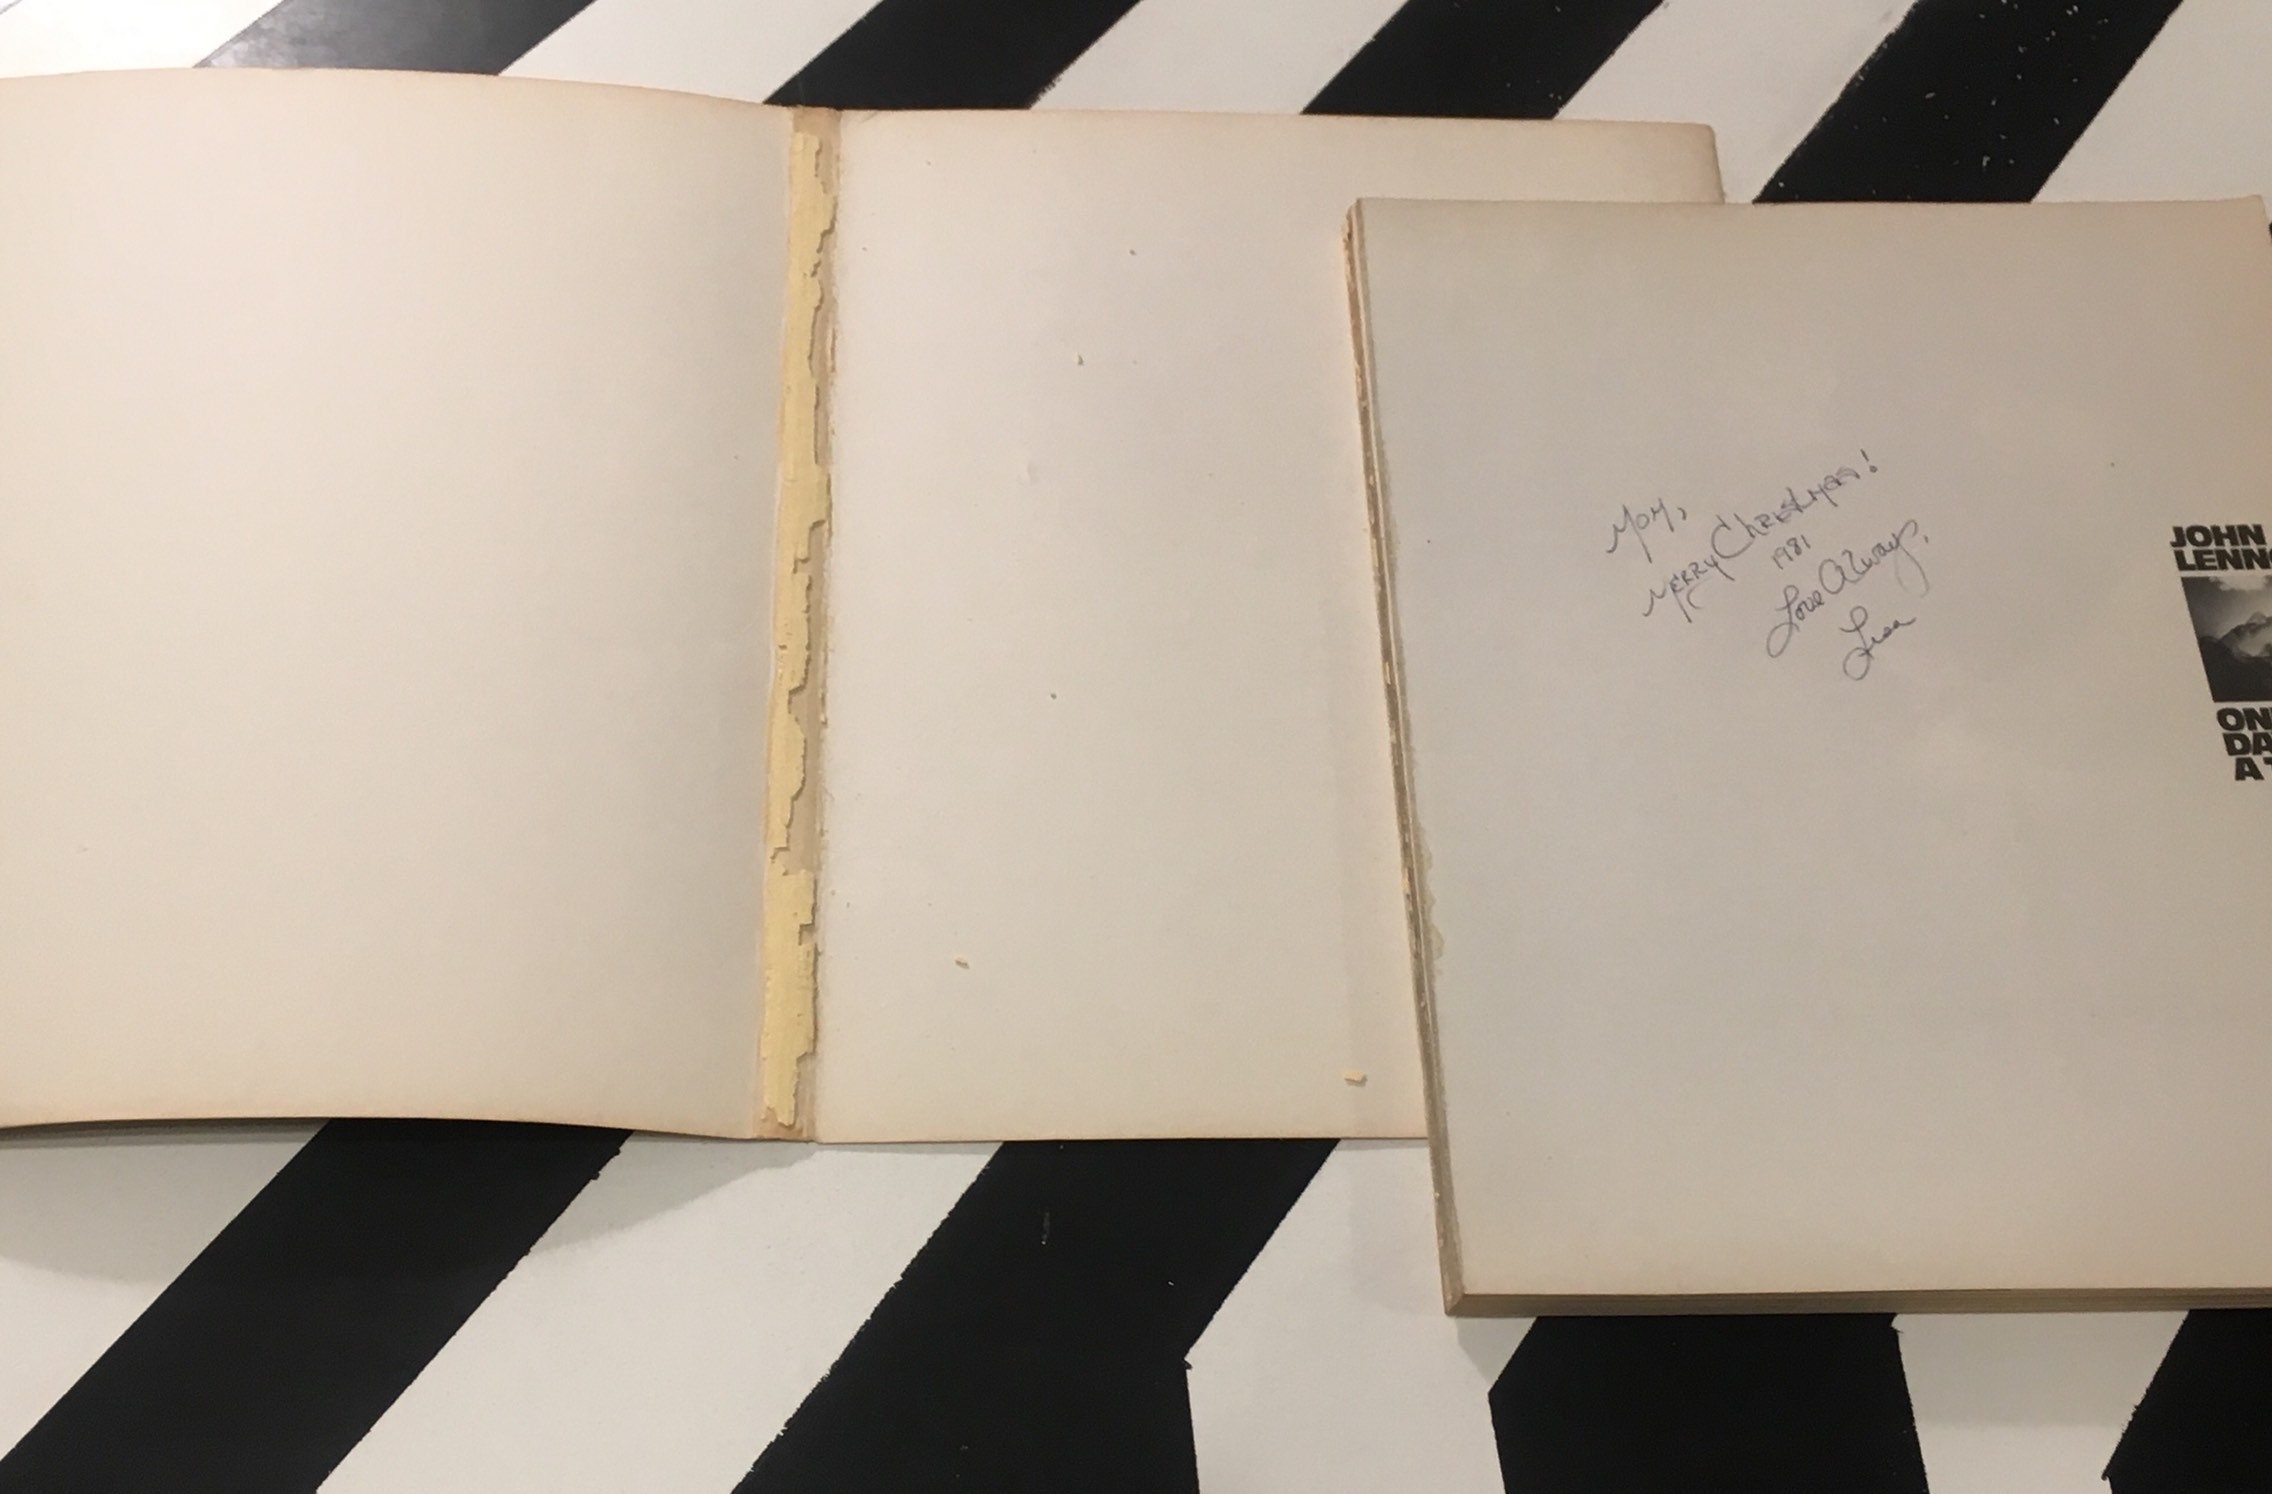 Mom,
Merry Christmas!
1981
Love Always,
Lisa
JOHN
LENN
ON
DA
A